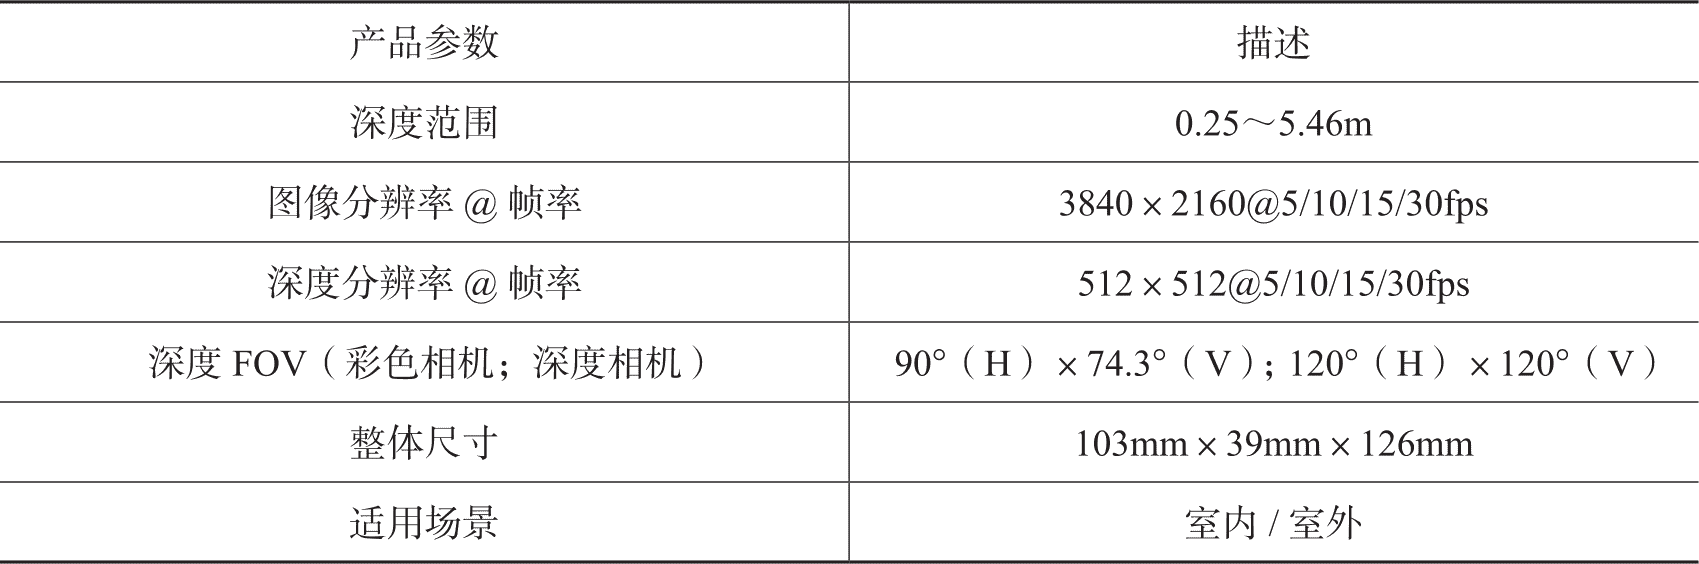 产品参数 描述
深度范围 0.25～5.46m
图像分辨率 @ 帧率 3840 × 2160@5/10/15/30fps
深度分辨率 @ 帧率 512 × 512@5/10/15/30fps
深度 FOV（彩色相机；深度相机） 90°（H）× 74.3°（V）；120°（H）× 120°（V）
整体尺寸 103mm × 39mm × 126mm
适用场景 室内 / 室外